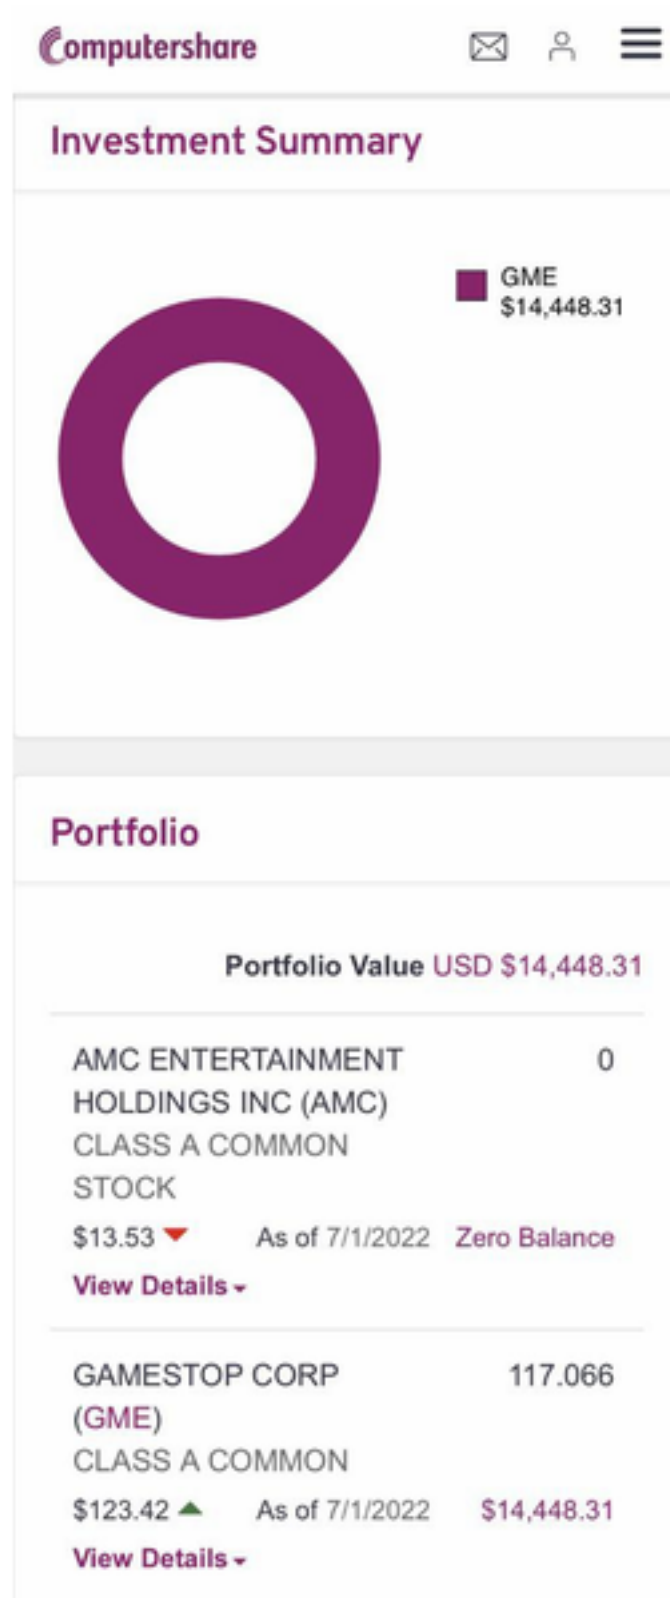 Computershare
Investment Summary
GME
$14,448.31
Portfolio
Portfolio Value USD $14,448.31
AMC ENTERTAINMENT 0
HOLDINGS INC (AMC)
CLASS A COMMON
STOCK
$13.53 As of 7/1/2022 Zero Balance
View Details
GAMESTOP CORP 117.066
(GME)
CLASS A COMMON
$123.42 As of 7/1/2022 $14,448.31
View Details